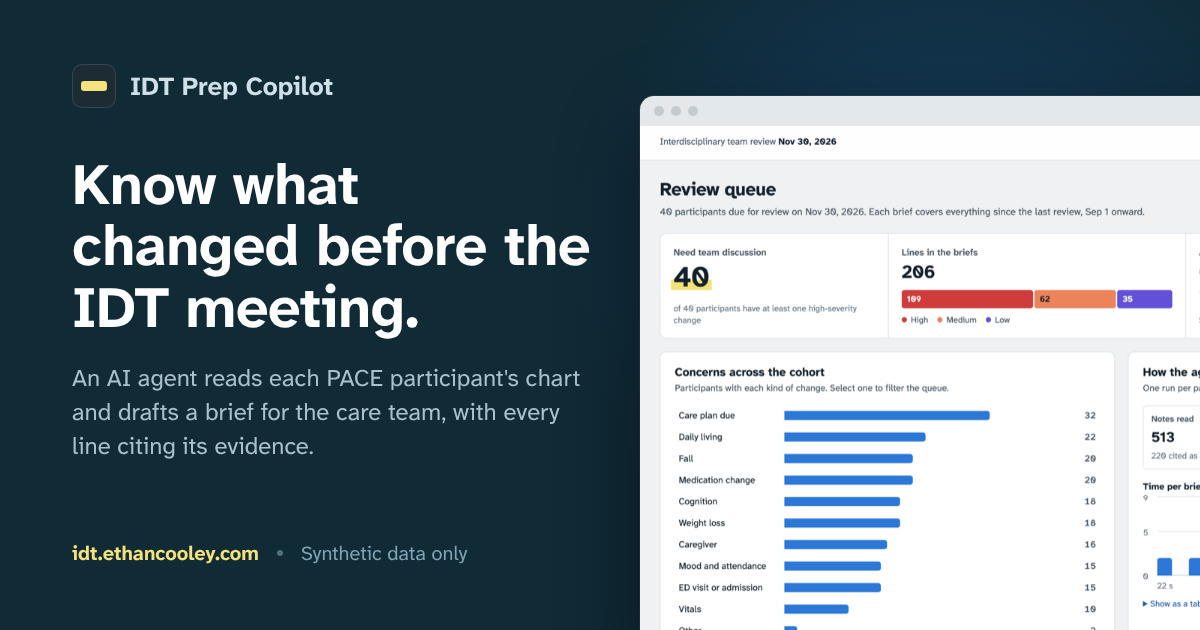 IDT Prep Copilot
Know what
changed before the
IDT meeting.
An AI agent reads each PACE participant's chart
and drafts a brief for the care team, with every
line citing its evidence.
idt.ethancooley.com • Synthetic data only
Interdisciplinary team review Nov 30, 2026
Review queue
40 participants due for review on Nov 30, 2026. Each brief covers everything since the last review, Sep 1 onward.
Need team discussion
40
of 40 participants have at least one high-severity
change
Lines in the briefs
206
109 62 35
High Medium Low
Concerns across the cohort
Participants with each kind of change. Select one to filter the queue.
Care plan due 32
Daily living 22
Fall 20
Medication change 20
Cognition 18
Weight loss 18
Caregiver 16
Mood and attendance 15
ED visit or admission 15
Vitals 10
How the
One run per
Notes read
513
220 cited as
Time per
9
5
0
22 s
Show as a